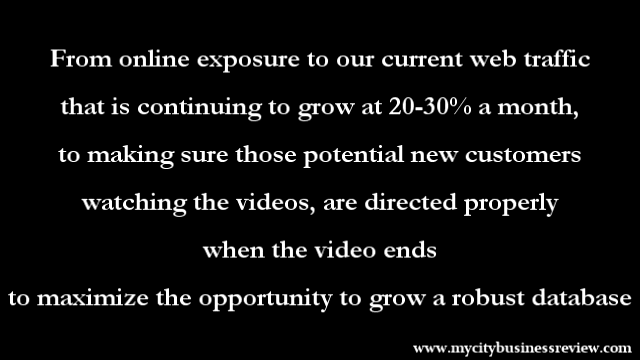 From online exposure to our current web traffic
that is continuing to grow at 20-30% a month,
to making sure those potential new customers
watching the videos, are directed properly
when the video ends
to maximize the opportunity to grow a robust database
www.mycitybusinessreview.com